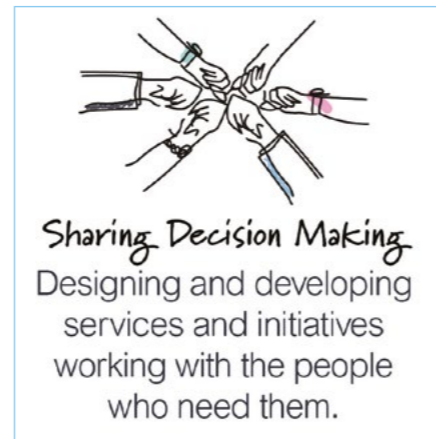 Sharing Decision Making
Designing and developing
services and initiatives
working with the people
who need them.